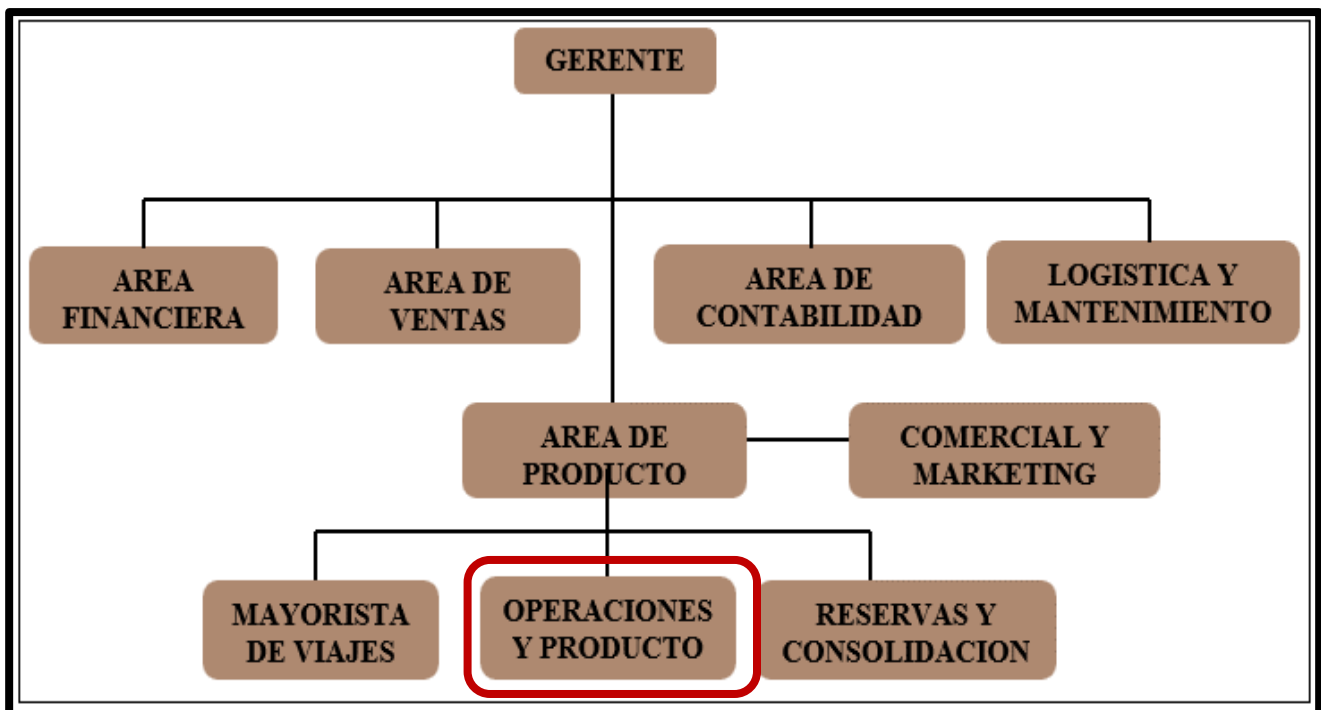 GERENTE
AREA
FINANCIERA
AREA DE
VENTAS
AREA DE
CONTABILIDAD
LOGISTICA Y
MANTENIMIENTO
AREA DE
PRODUCTO
COMERCIAL Y
MARKETING
MAYORISTA
DE VIAJES
OPERACIONES
Y PRODUCTO
RESERVAS Y
CONSOLIDACION